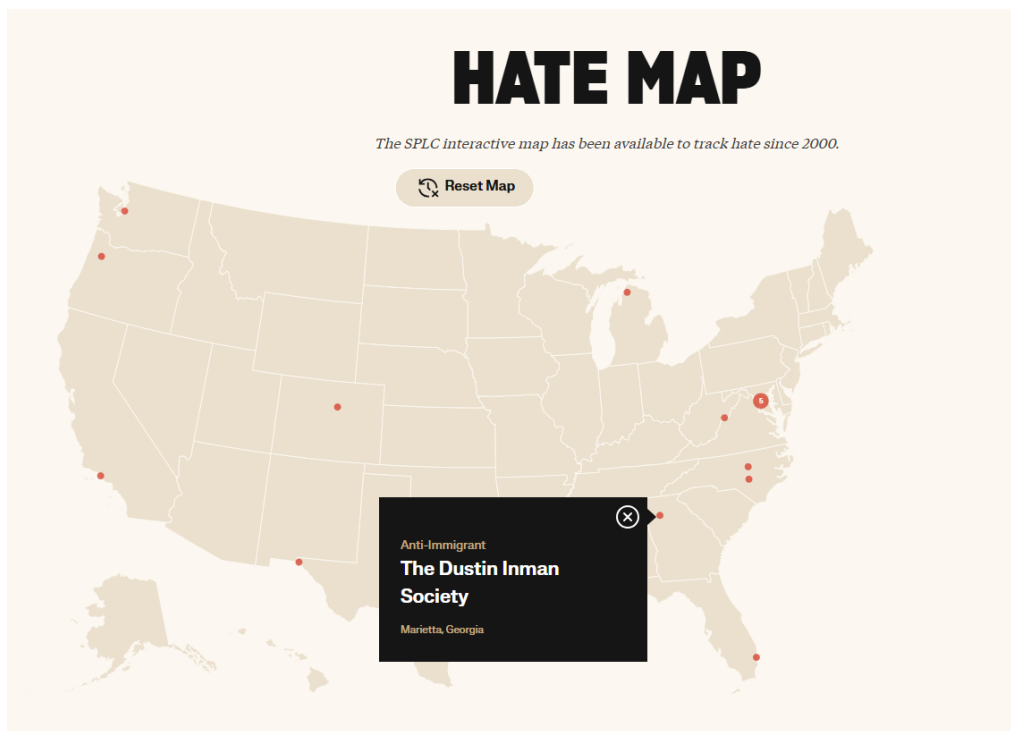 HATE MAP
The SPLC interactive map has been available to track hate since 2000.
Reset Map
5
Anti-Immigrant
The Dustin Inman
Society
Marietta, Georgia